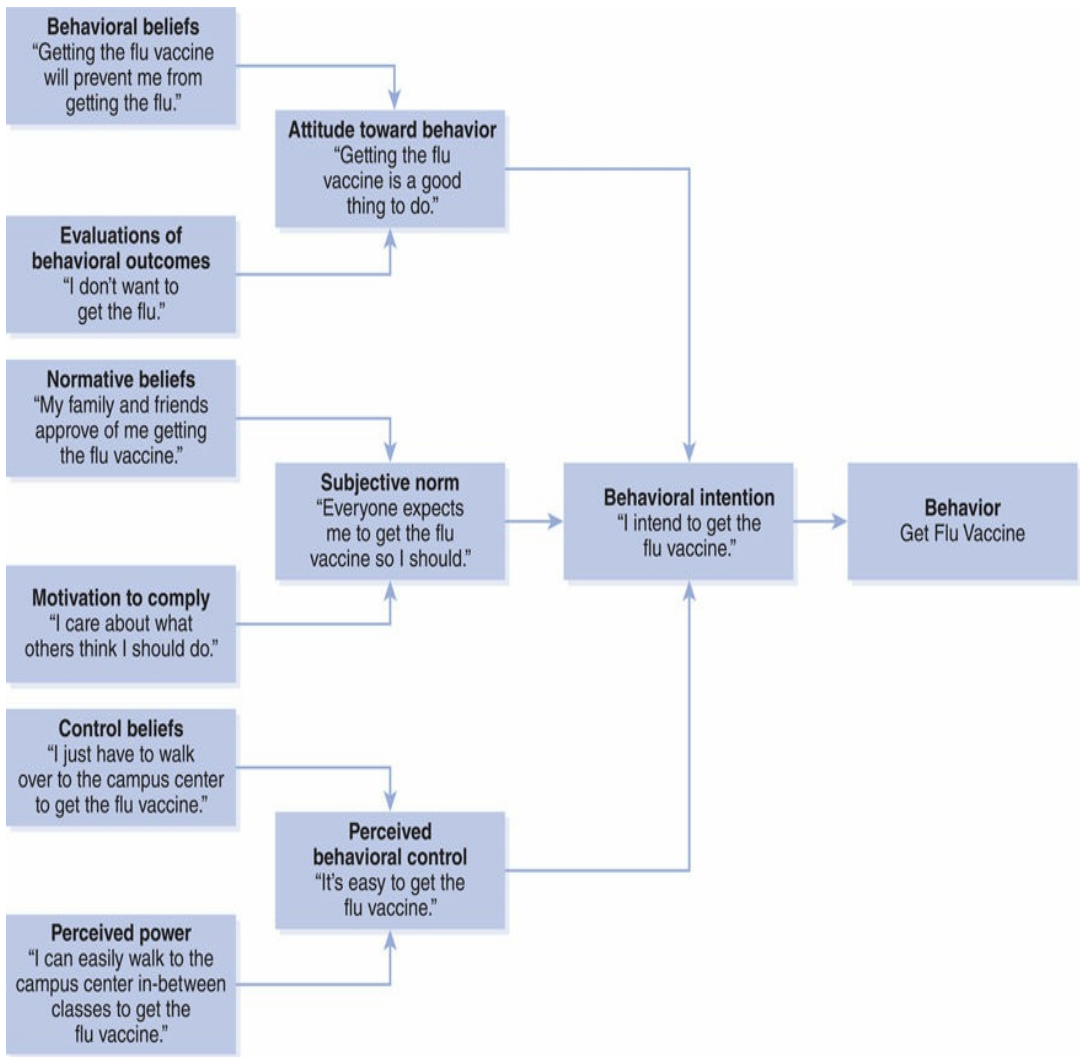 Behavioral beliefs
“Getting the flu vaccine
will prevent me from
getting the flu.”
Attitude toward behavior
“Getting the flu
vaccine is a good
thing to do.”
Evaluations of
behavioral outcomes
“I don’t want to
get the flu.”
Normative beliefs
“My family and friends
approve of me getting
the flu vaccine.”
Subjective norm
“Everyone expects
me to get the flu
vaccine so I should.”
Behavioral intention
“I intend to get the
flu vaccine.”
Behavior
Get Flu Vaccine
Motivation to comply
“I care about what
others think I should do.”
Control beliefs
“I just have to walk
over to the campus center
to get the flu vaccine.”
Perceived
behavioral control
“It’s easy to get the
flu vaccine.”
Perceived power
“I can easily walk to the
campus center in-between
classes to get the
flu vaccine.”